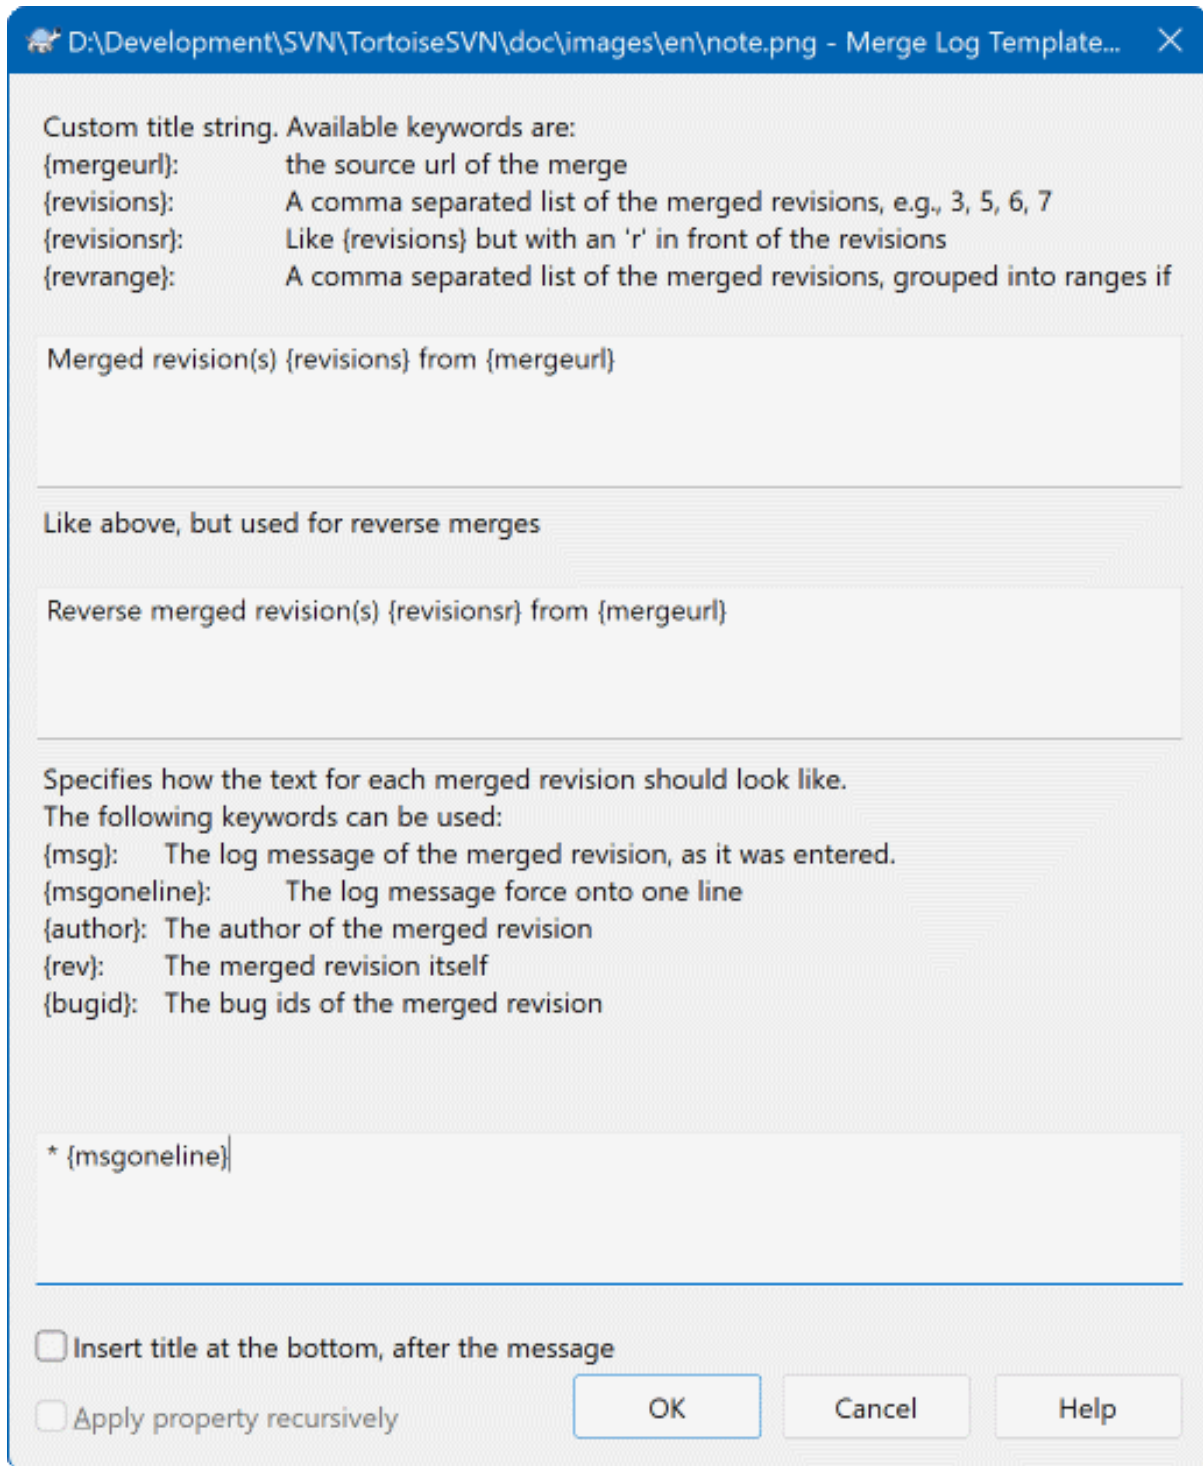 D:\Development\SVN\TortoiseSVN\doc\images\en\note.png - Merge Log Template...
Custom title string. Available keywords are:
{mergeurl}: the source url of the merge
{revisions}: A comma separated list of the merged revisions, e.g., 3, 5, 6, 7
{revisionsr}: Like {revisions} but with an 'r' in front of the revisions
{revrange}: A comma separated list of the merged revisions, grouped into ranges if
Merged revision(s) {revisions} from {mergeurl}
Like above, but used for reverse merges
Reverse merged revision(s) {revisionsr} from {mergeurl}
Specifies how the text for each merged revision should look like.
The following keywords can be used:
{msg}: The log message of the merged revision, as it was entered.
{msgoneline}: The log message force onto one line
{author}: The author of the merged revision
{rev}: The merged revision itself
{bugid}: The bug ids of the merged revision
* {msgoneline}
Insert title at the bottom, after the message
Apply property recursively
OK Cancel Help